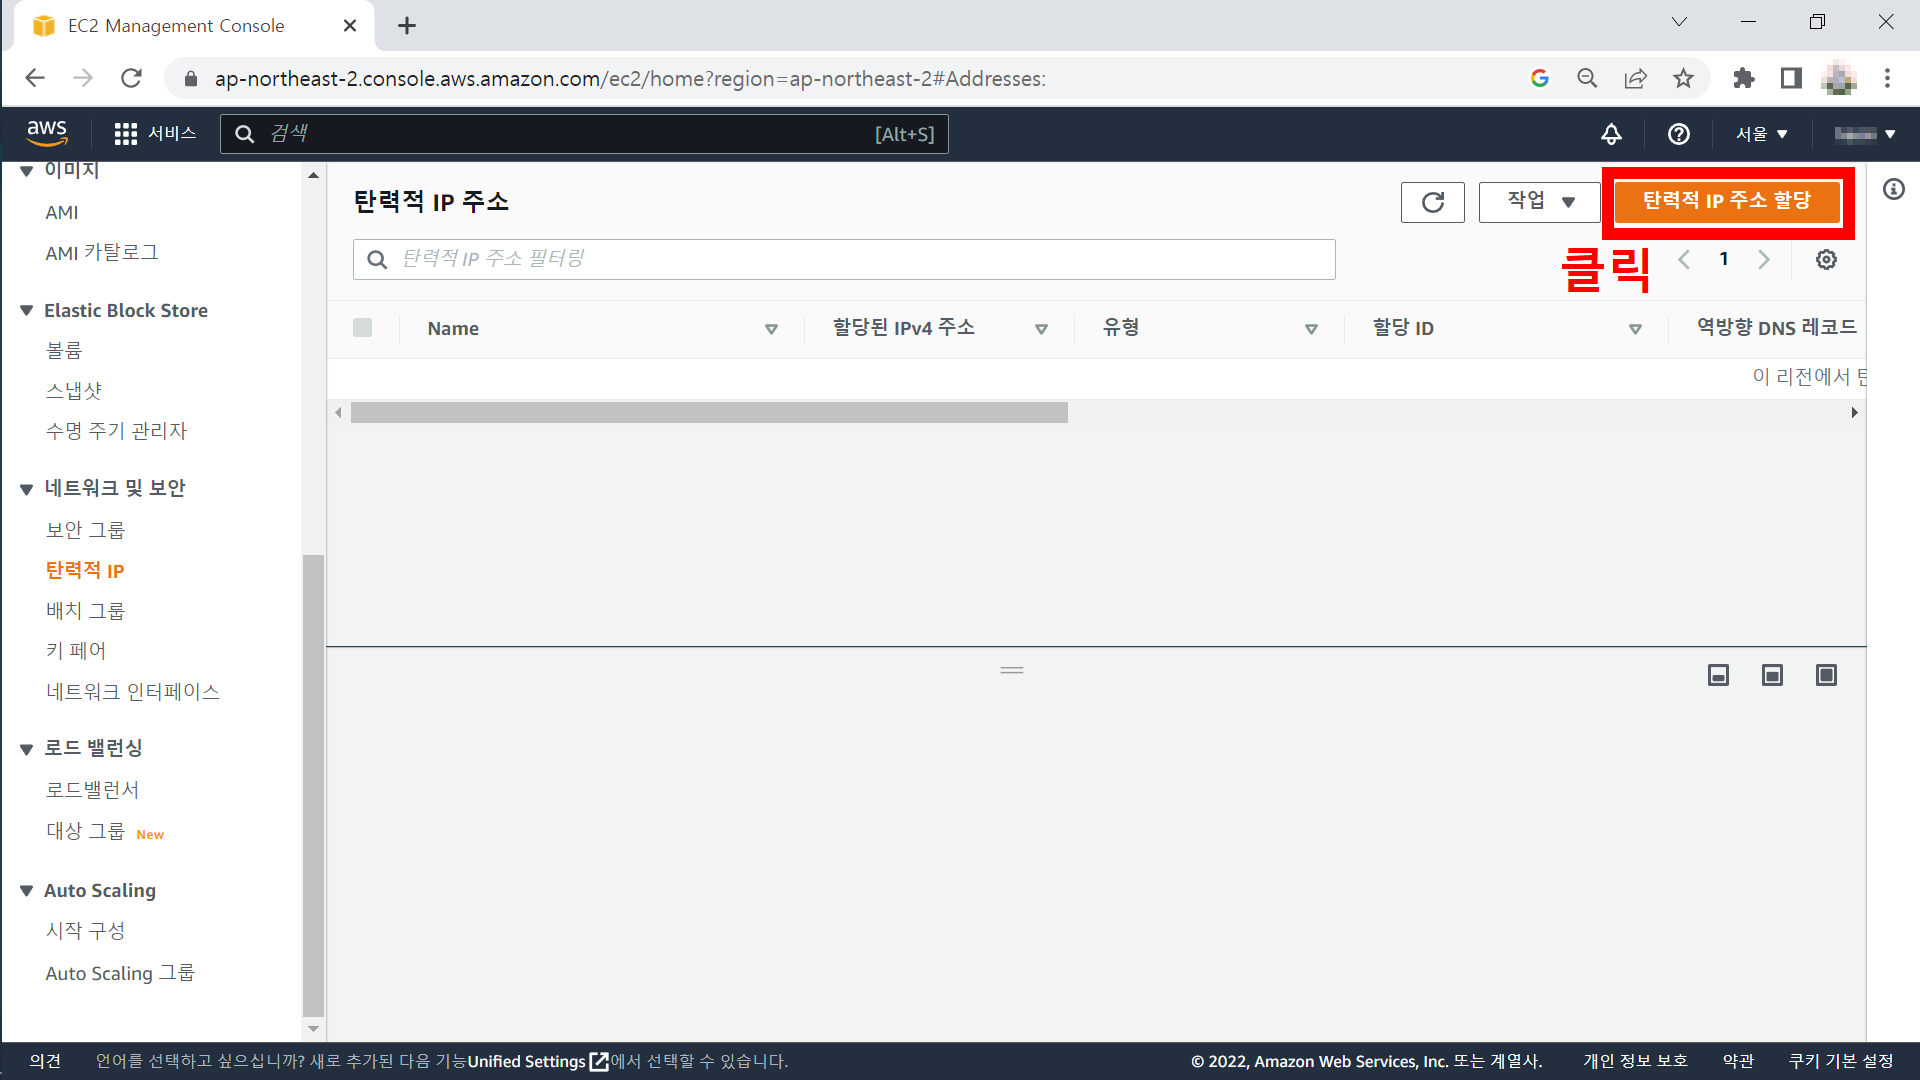 EC2 Management Console
ap-northeast-2.console.aws.amazon.com/ec2/home?region=ap-northeast-2#Addresses:
aws
서비스
검색
[Alt+S]
서울
이미지
AMI
AMI 카탈로그
Elastic Block Store
볼륨
스냅샷
수명 주기 관리자
네트워크 및 보안
보안 그룹
탄력적 IP
배치 그룹
키 페어
네트워크 인터페이스
로드 밸런싱
로드밸런서
대상 그룹 New
Auto Scaling
시작 구성
Auto Scaling 그룹
탄력적 IP 주소
작업
탄력적 IP 주소 할당
탄력적 IP 주소 필터링
클릭
1
Name
할당된 IPv4 주소
유형
할당 ID
역방향 DNS 레코드
이 리전에서
의견
언어를 선택하고 싶으십니까? 새로 추가된 다음 기능Unified Settings에서 선택할 수 있습니다.
© 2022, Amazon Web Services, Inc. 또는 계열사.
개인 정보 보호
약관
쿠키 기본 설정